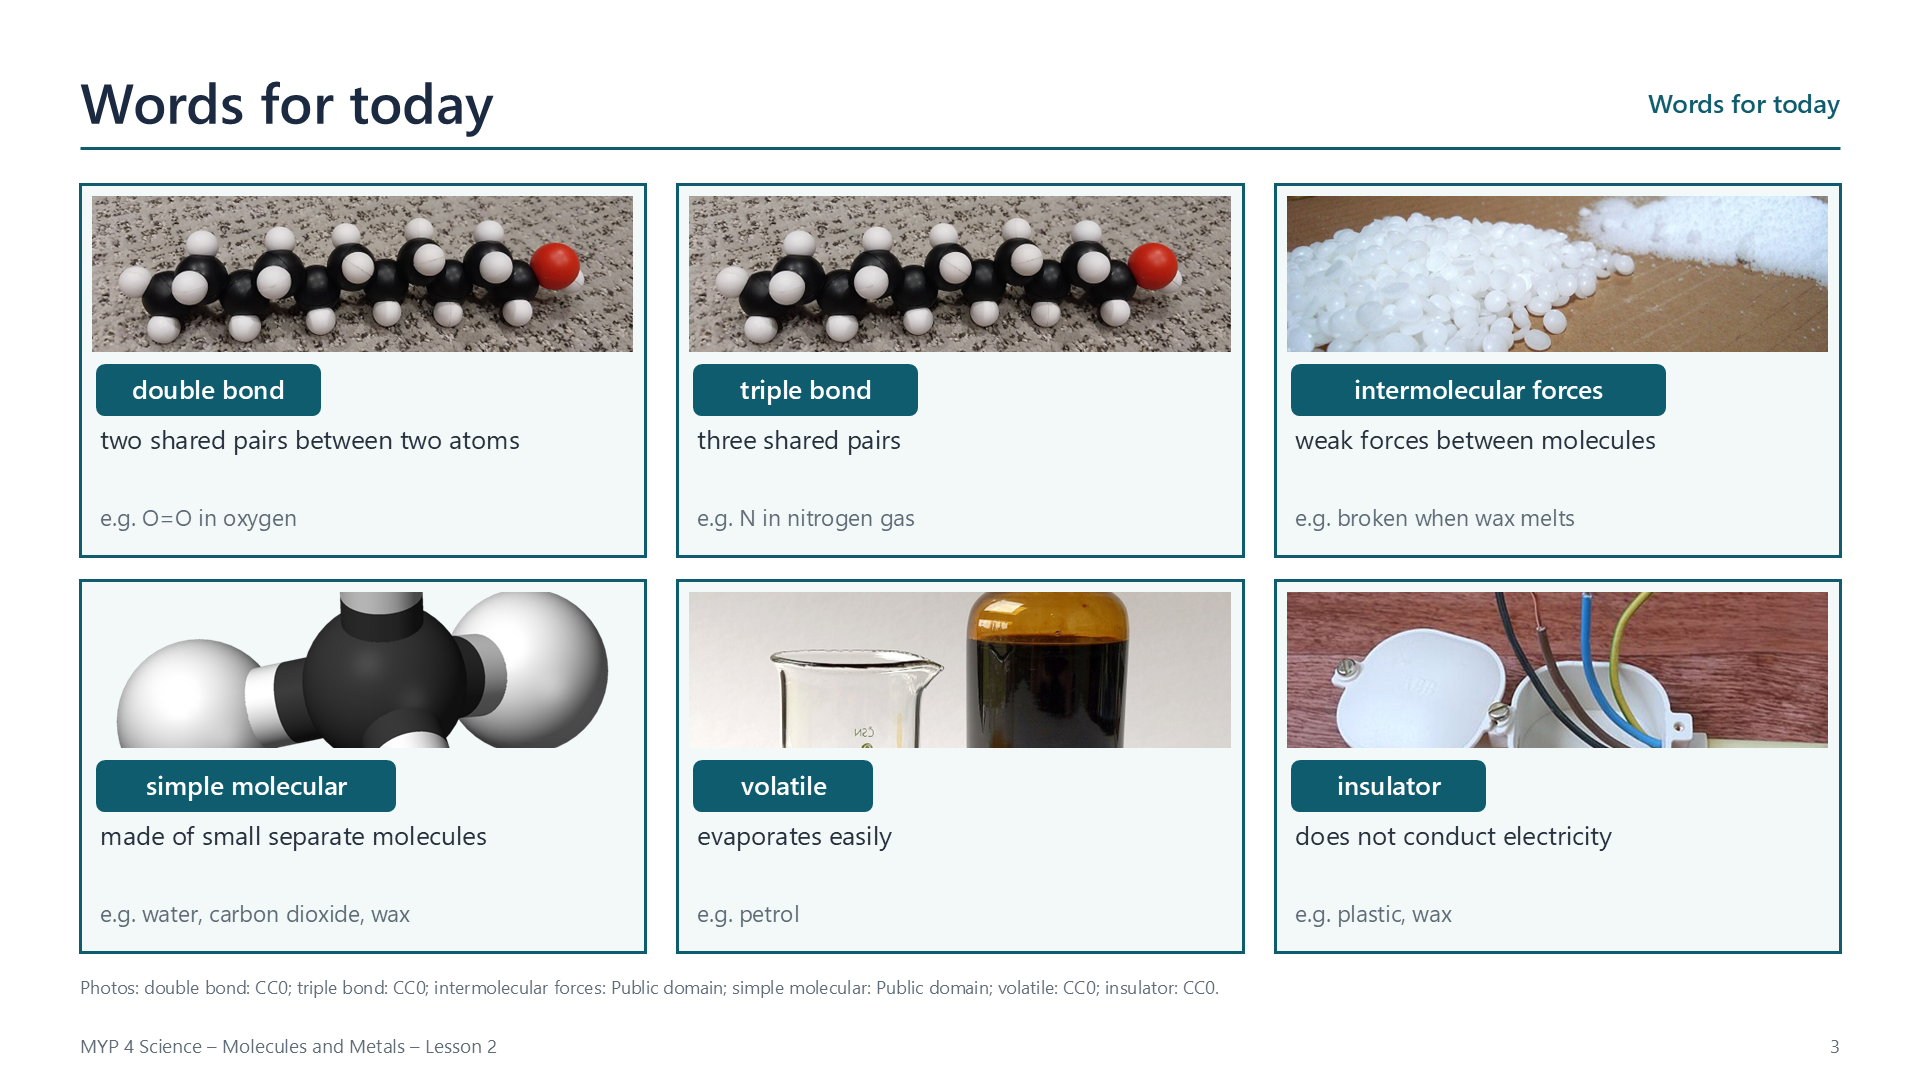 Words for today
Words for today
double bond
two shared pairs between two atoms
e.g. O=O in oxygen
triple bond
three shared pairs
e.g. N in nitrogen gas
intermolecular forces
weak forces between molecules
e.g. broken when wax melts
simple molecular
made of small separate molecules
e.g. water, carbon dioxide, wax
ČSN
volatile
evaporates easily
e.g. petrol
insulator
does not conduct electricity
e.g. plastic, wax
Photos: double bond: CC0; triple bond: CC0; intermolecular forces: Public domain; simple molecular: Public domain; volatile: CC0; insulator: CC0.
MYP 4 Science – Molecules and Metals – Lesson 2
3